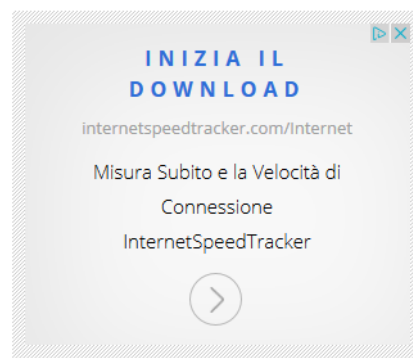 INIZIA IL
DOWNLOAD
internetspeedtracker.com/Internet
Misura Subito e la Velocità di
Connessione
InternetSpeedTracker